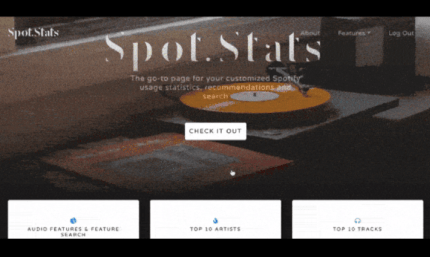 Spot.Stats
About
Features
Log Out
Spot.Stats
The go-to page for your customized Spotify
usage statistics, recommendations and
search
CHECK IT OUT
AUDIO FEATURES & FEATURE
SEARCH
TOP 10 ARTISTS
TOP 10 TRACKS